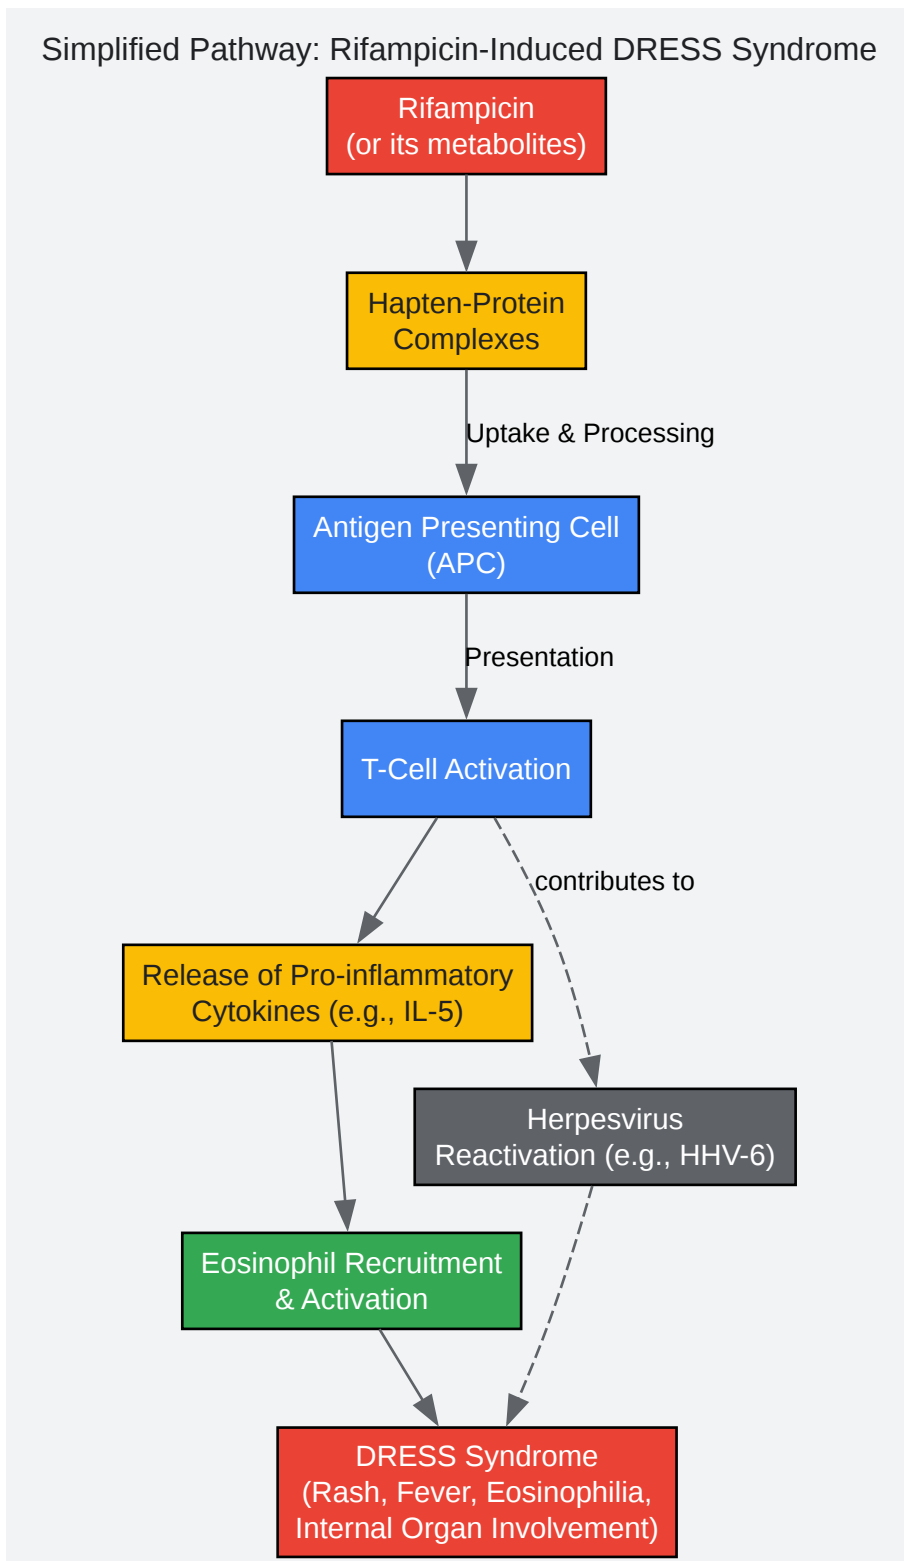 Simplified Pathway: Rifampicin-Induced DRESS Syndrome
Rifampicin
(or its metabolites)
Hapten-Protein
Complexes
Uptake & Processing
Antigen Presenting Cell
(APC)
Presentation
T-Cell Activation
contributes to
Release of Pro-inflammatory
Cytokines (e.g., IL-5)
Herpesvirus
Reactivation (e.g., HHV-6)
Eosinophil Recruitment
& Activation
DRESS Syndrome
(Rash, Fever, Eosinophilia,
Internal Organ Involvement)